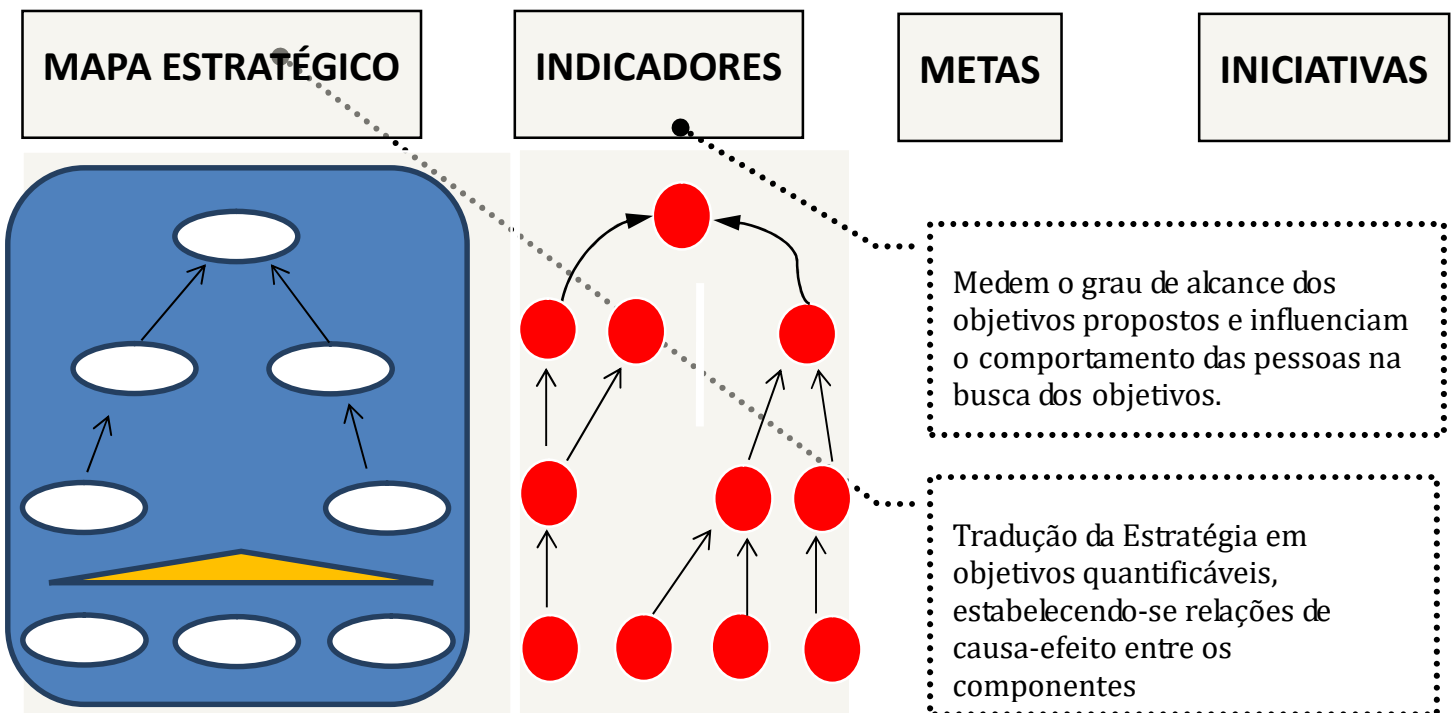 MAPA ESTRATÉGICO
INDICADORES
METAS
INICIATIVAS
Medem o grau de alcance dos
objetivos propostos e influenciam
o comportamento das pessoas na
busca dos objetivos.
Tradução da Estratégia em
objetivos quantificáveis,
estabelecendo-se relações de
causa-efeito entre os
componentes